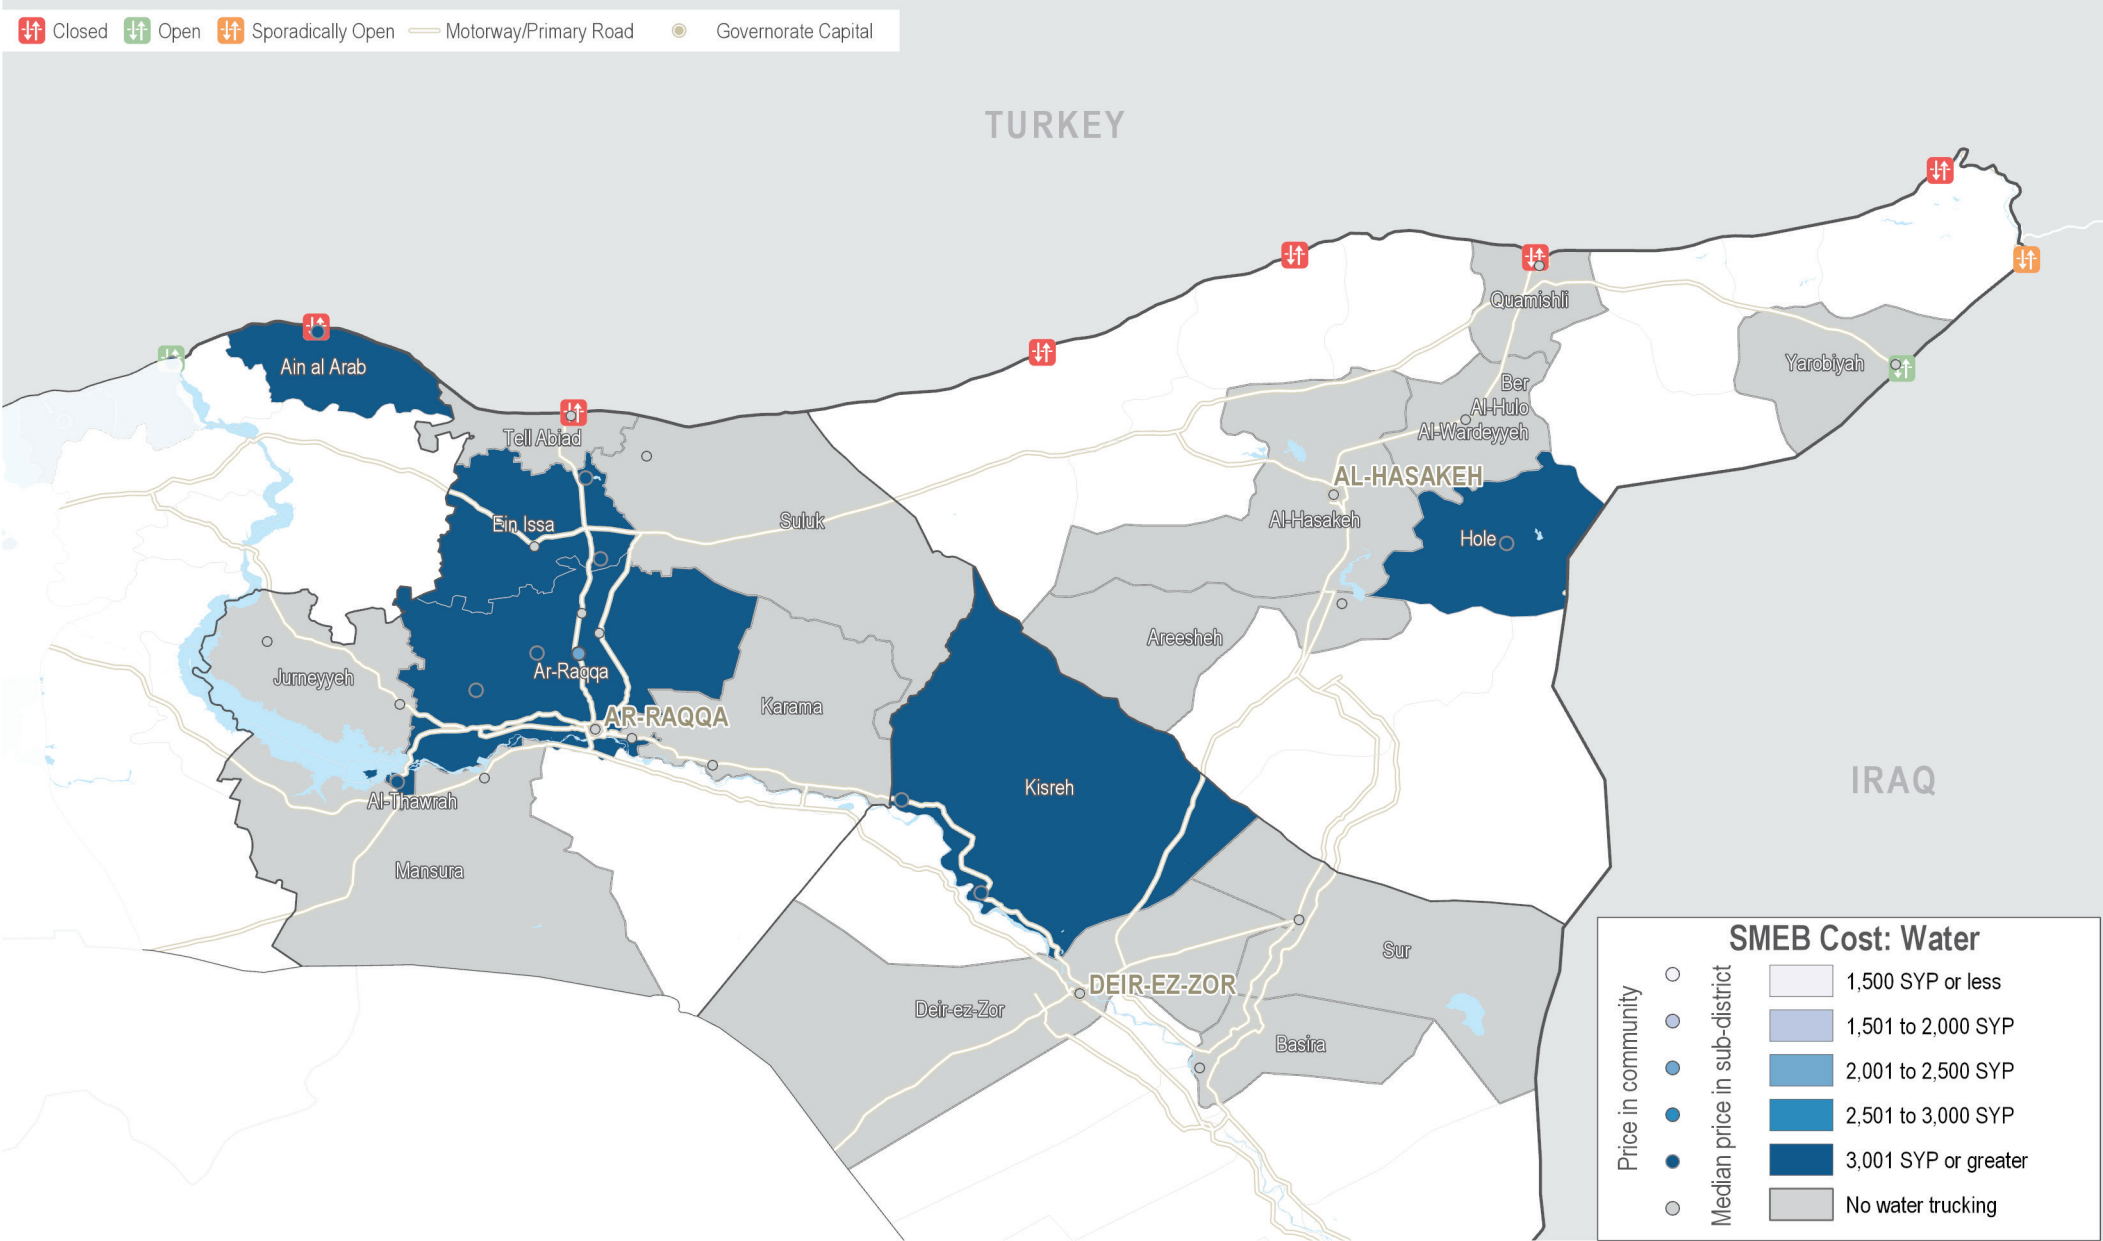 Closed
Open
Sporadically Open
Motorway/Primary Road
Governorate Capital
TURKEY
Quamishli
Ain al Arab
Yarobiyah
Ber
Al-Hulo
Al-Wardeyyeh
Tell Abiad
AL-HASAKEH
Al-Hasakeh
Suluk
Ein Issa
Hole
Areesheh
Ar-Raqqa
Jurneyyeh
Karama
AR-RAQQA
IRAQ
Kisreh
Al-Thawrah
Mansura
Sur
DEIR-EZ-ZOR
Deir-ez-Zor
Basira
SMEB Cost: Water
Price in community
Median price in sub-district
1,500 SYP or less
1,501 to 2,000 SYP
2,001 to 2,500 SYP
2,501 to 3,000 SYP
3,001 SYP or greater
No water trucking